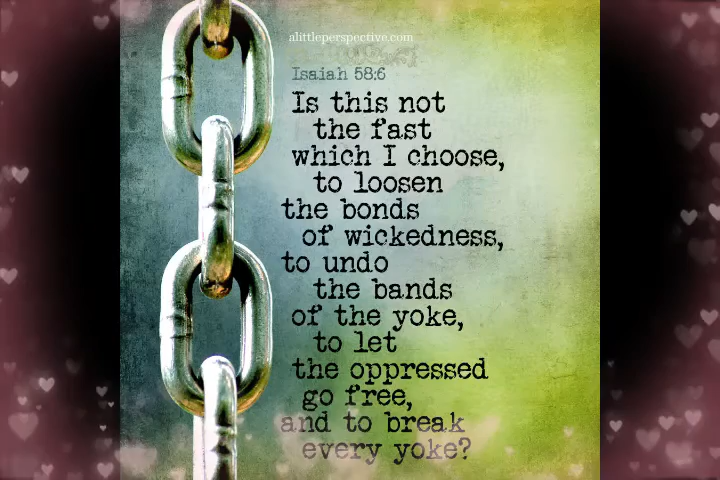 alittleperspective.com
Isaiah 58:6
Is this not
the fast
which I choose,
to loosen
the bonds
of wickedness,
to undo
the bands
of the yoke,
to let
the oppressed
go free,
and to break
every yoke?